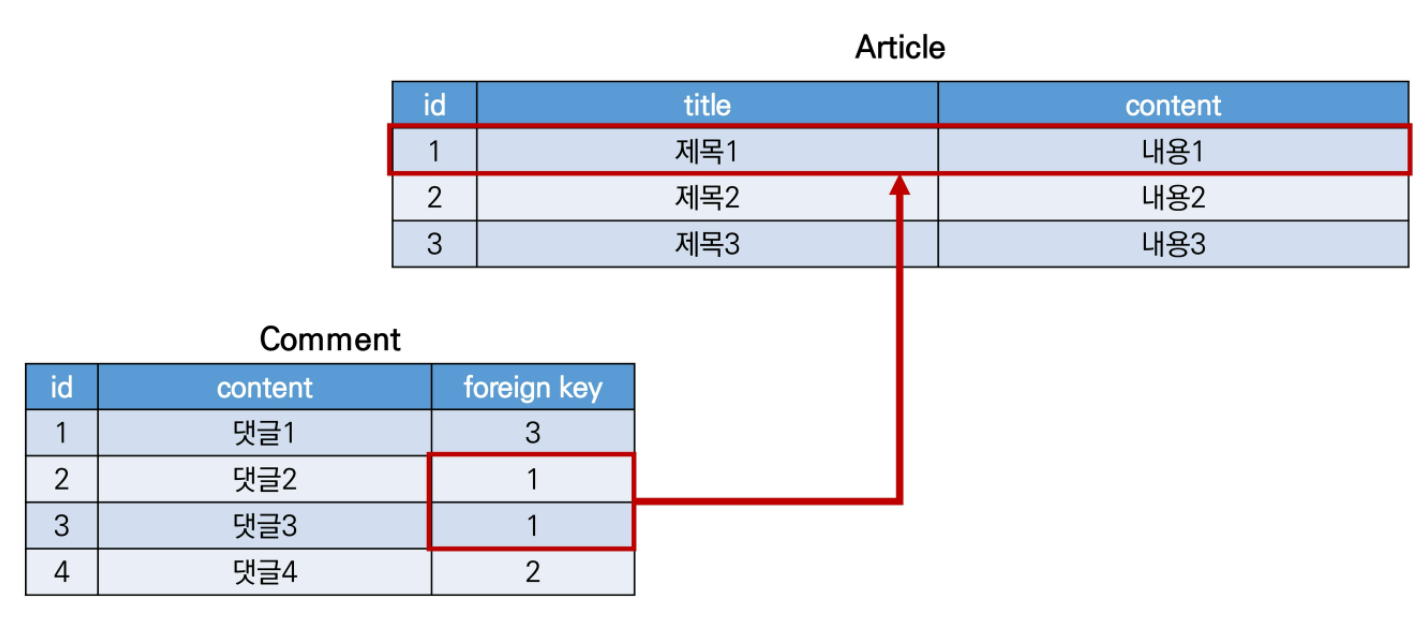 Article
id title content
1 제목1 내용1
2 제목2 내용2
3 제목3 내용3
Comment
id content foreign key
1 댓글1 3
2 댓글2 1
3 댓글3 1
4 댓글4 2